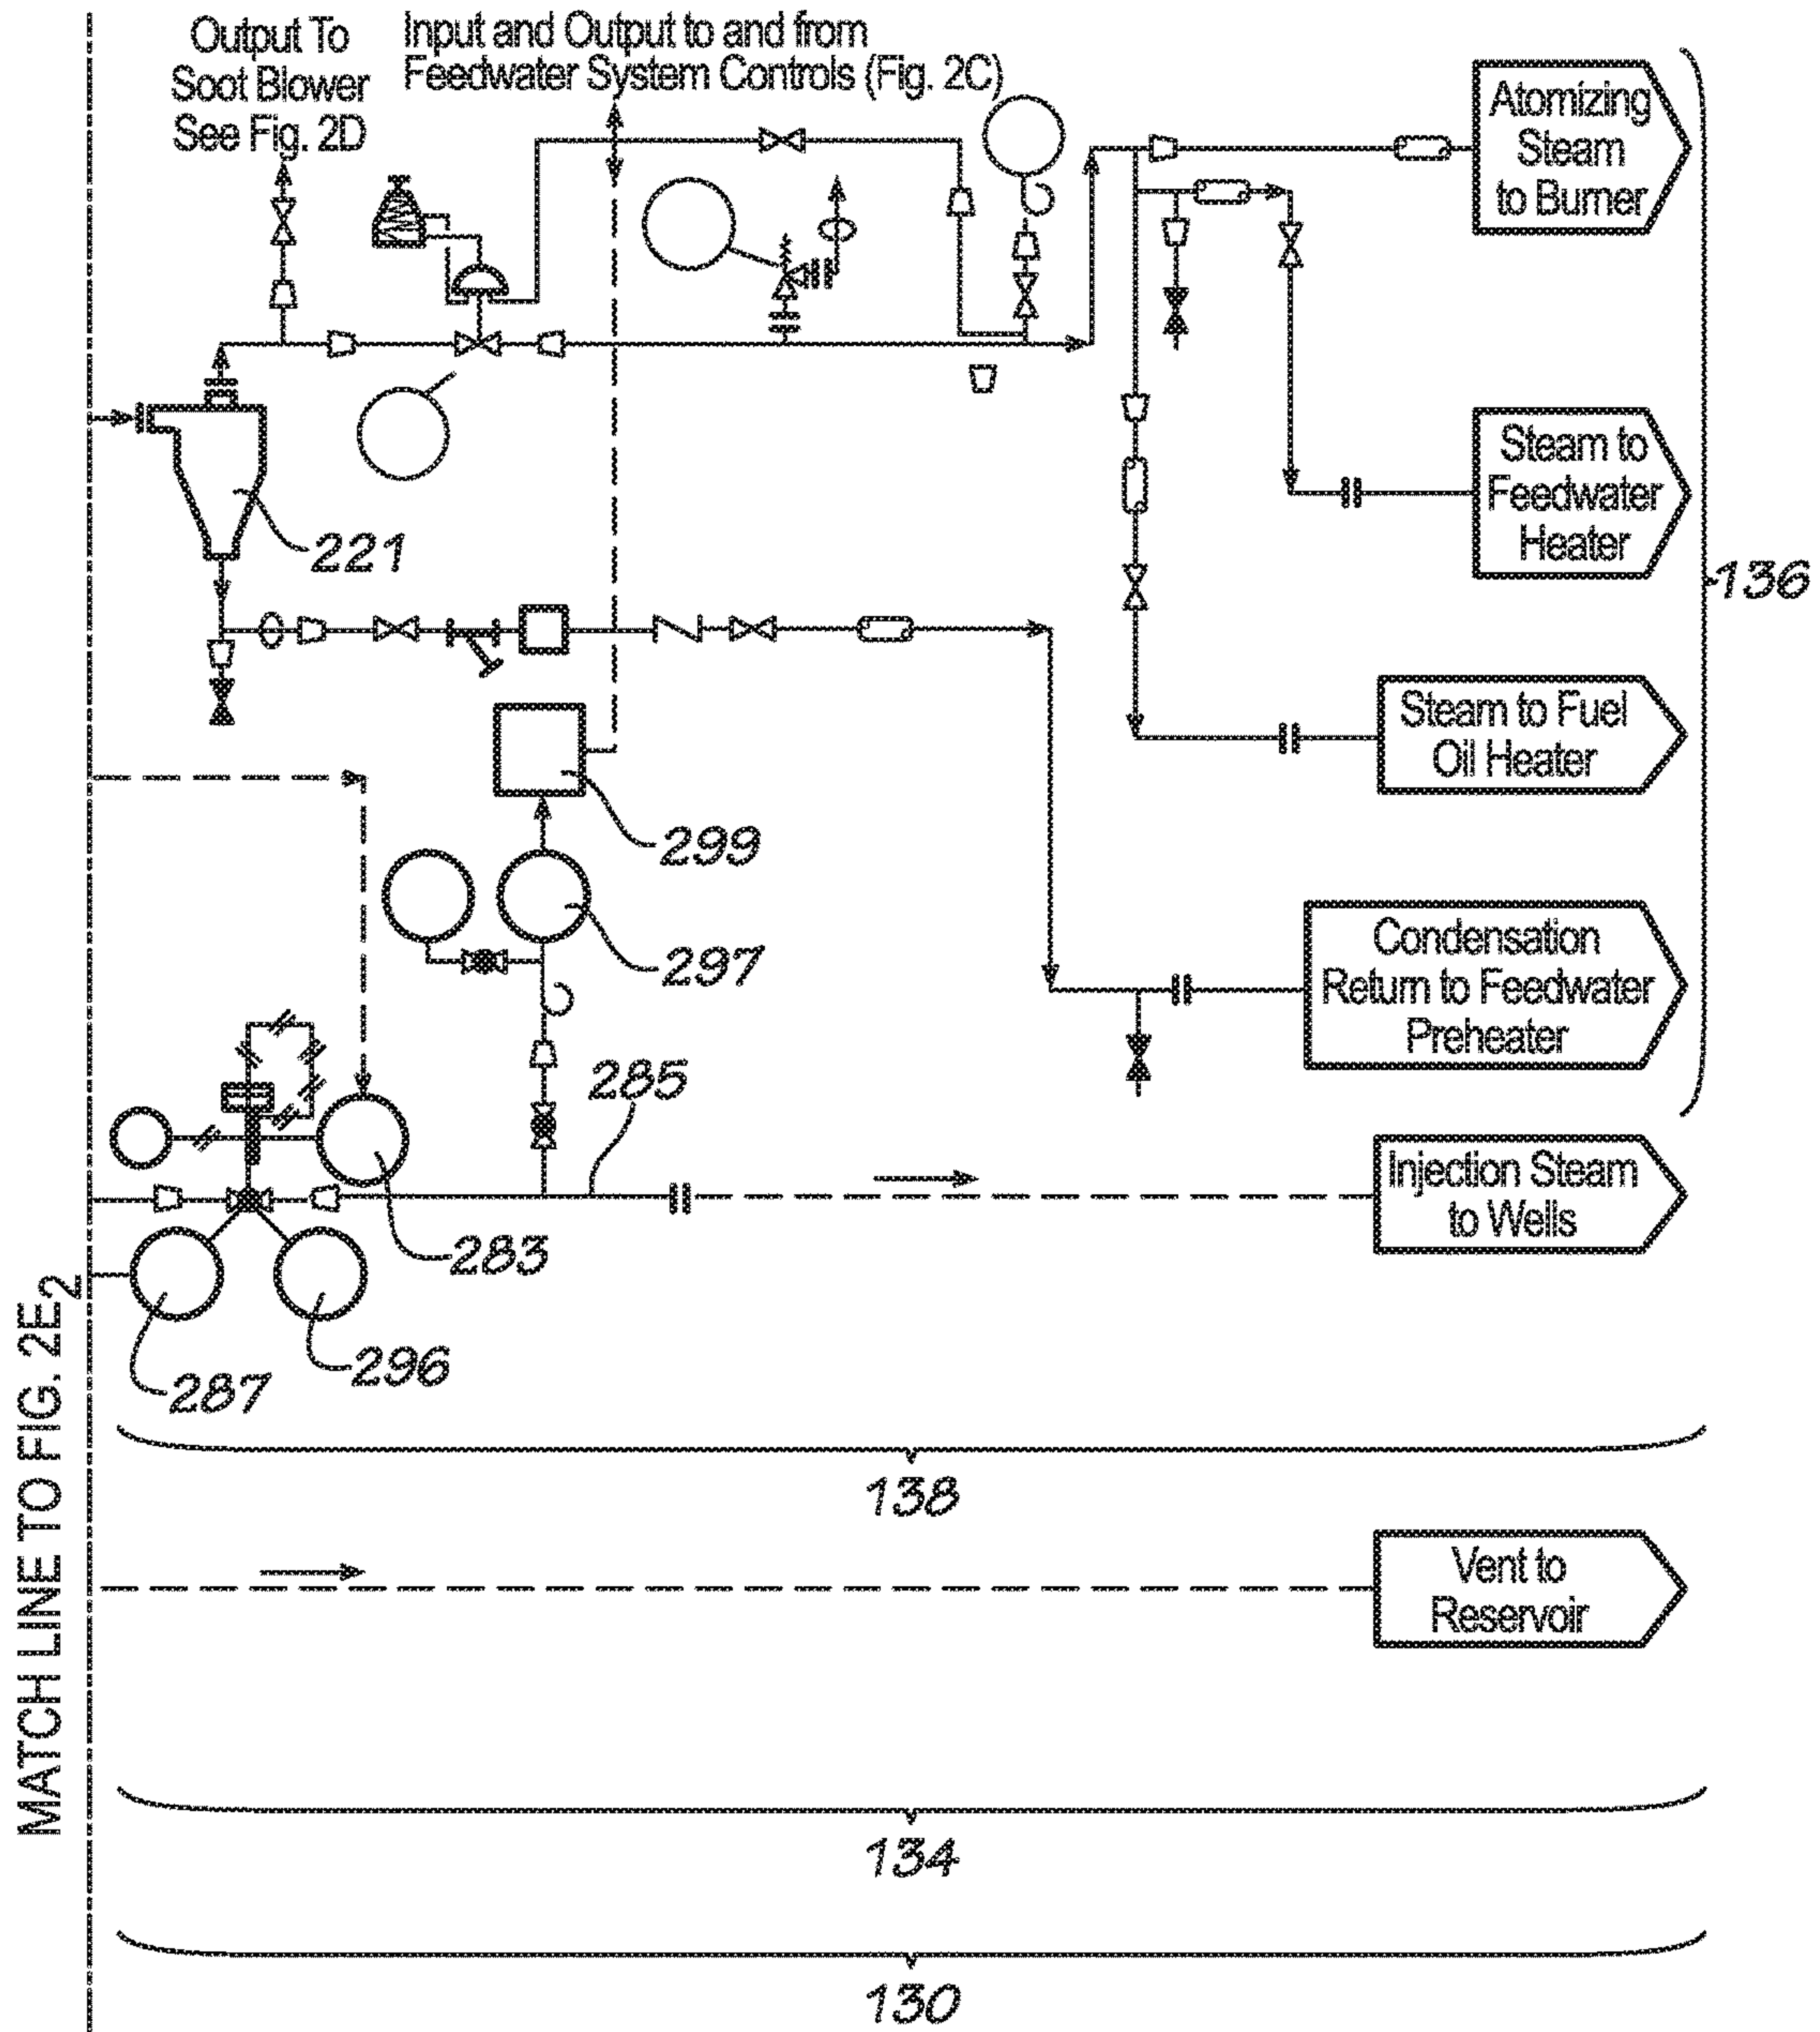 Output To
Soot Blower
See Fig. 2D
Input and Output to and from
Feedwater System Controls (Fig. 2C)
Atomizing
Steam
to Burner
Steam to
Feedwater
Heater
136
221
Steam to Fuel
Oil Heater
299
297
Condensation
Return to Feedwater
Preheater
285
Injection Steam
to Wells
283
296
287
MATCH LINE TO FIG. 2E2
138
Vent to
Reservoir
134
130